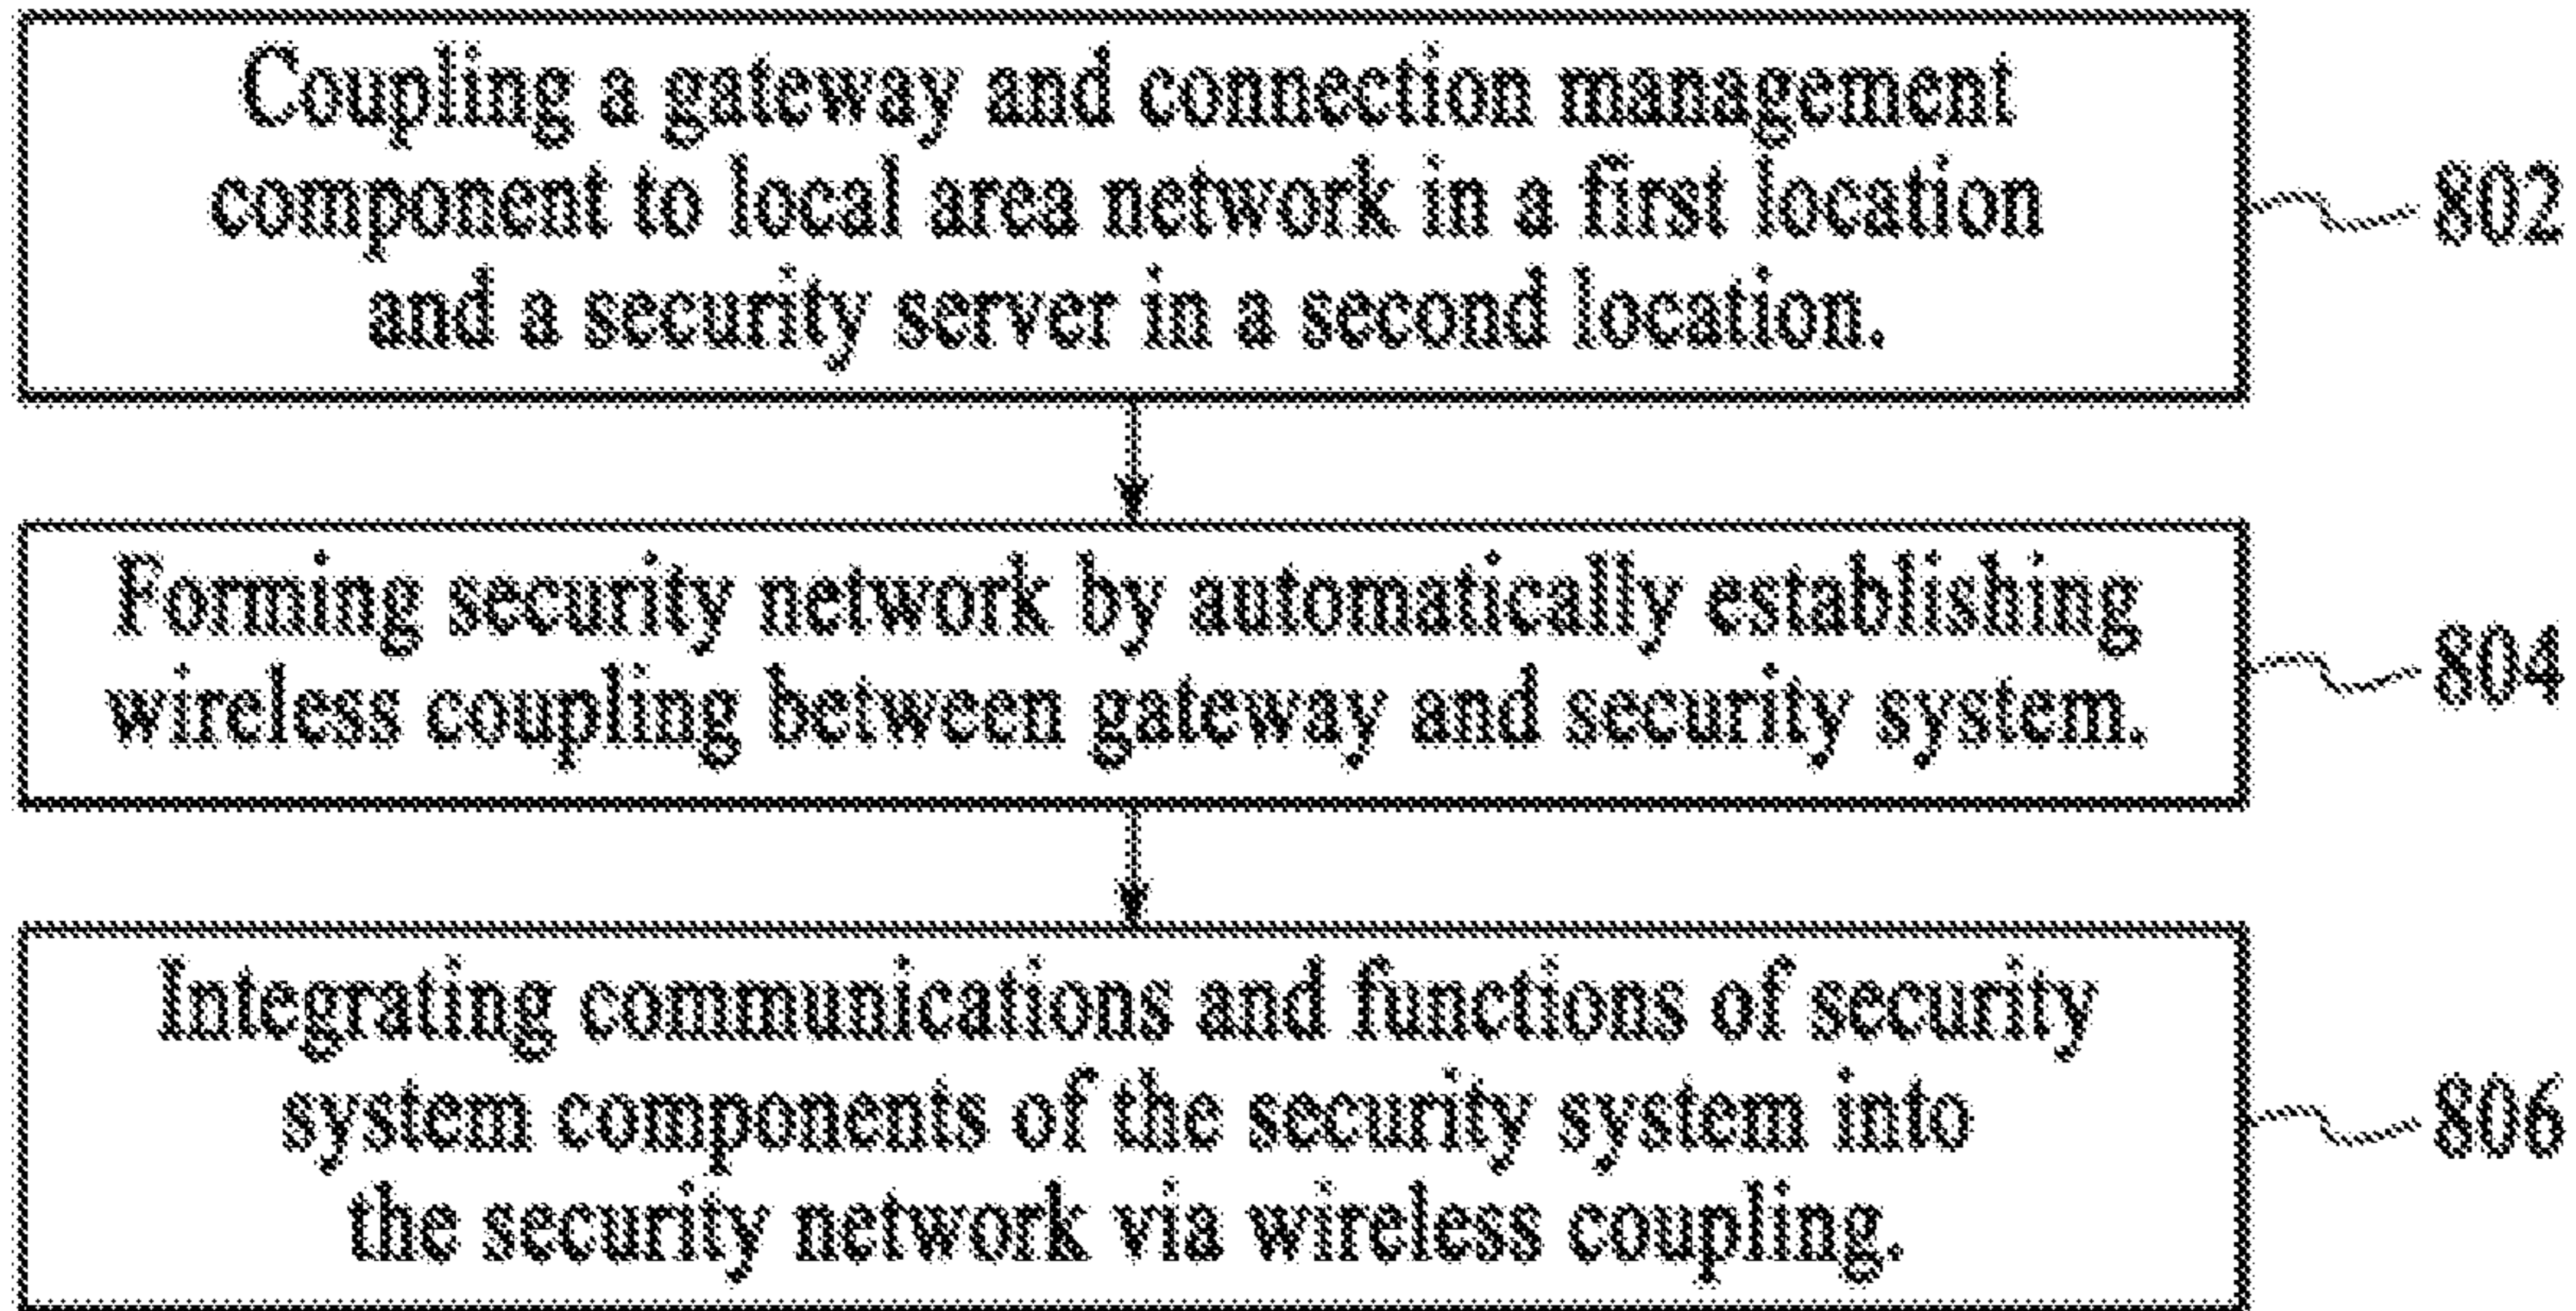 Coupling a gateway and connection management
component to local area network in a first location
and a security server in a second location.
802
Forming security network by automatically establishing
wireless coupling between gateway and security system.
804
Integrating communications and functions of security
system components of the security system into
the security network via wireless coupling.
806